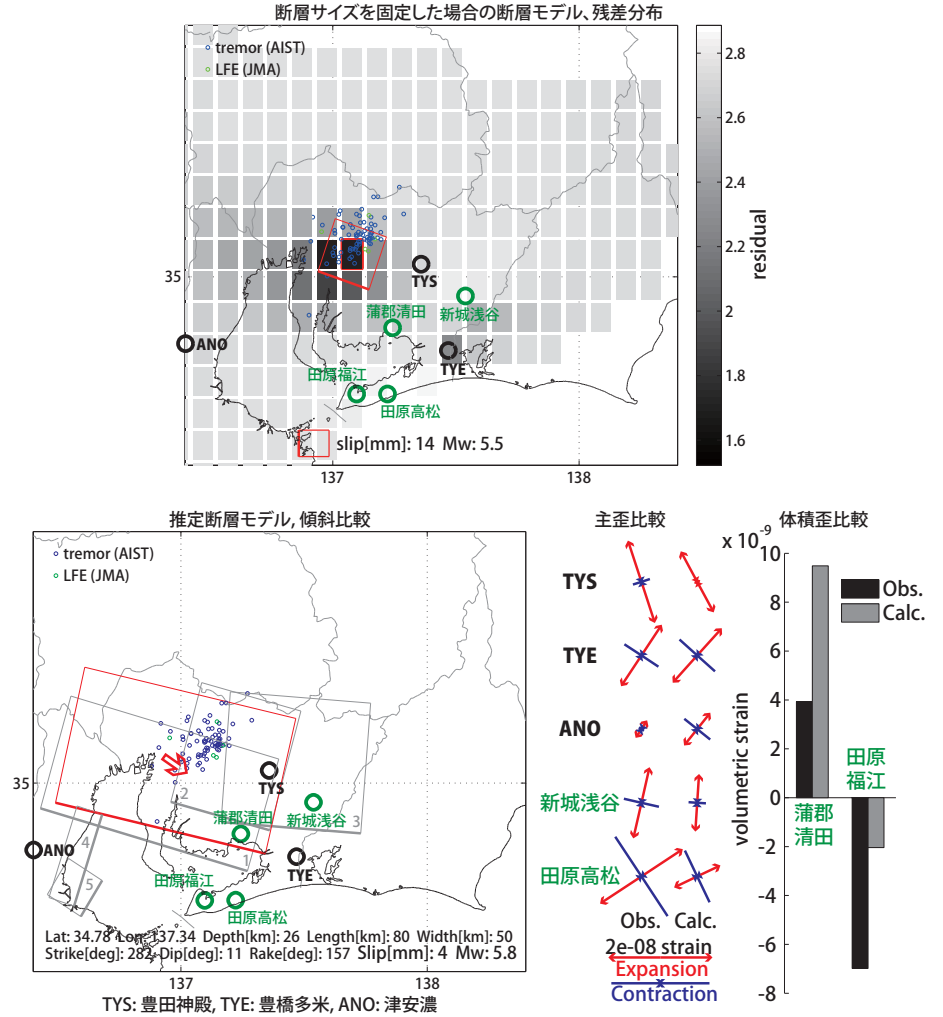 断層サイズを固定した場合の断層モデル、残差分布
tremor (AIST)
LFE (JMA)
TYS
蒲郡清田
新城浅谷
ANO
TYE
田原福江
田原高松
slip[mm]: 14 Mw: 5.5
35
137
138
2.8
2.6
2.4
2.2
2
1.8
1.6
residual
推定断層モデル, 傾斜比較
tremor (AIST)
LFE (JMA)
35
TYS
2
蒲郡清田
新城浅谷
3
ANO
4
1
TYE
5
田原福江
田原高松
Lat: 34.78 Lon: 137.34 Depth[km]: 26 Length[km]: 80 Width[km]: 50
Strike[deg]: 282 Dip[deg]: 11 Rake[deg]: 157 Slip[mm]: 4 Mw: 5.8
137
138
TYS: 豊田神殿, TYE: 豊橋多米, ANO: 津安濃
主歪比較
TYS
TYE
ANO
新城浅谷
田原高松
Obs. Calc.
2e-08 strain
Expansion
Contraction
体積歪比較
x 10-9
10
8
6
4
2
0
-2
-4
-6
-8
volumetric strain
Obs.
Calc.
田原
福江
蒲郡
清田